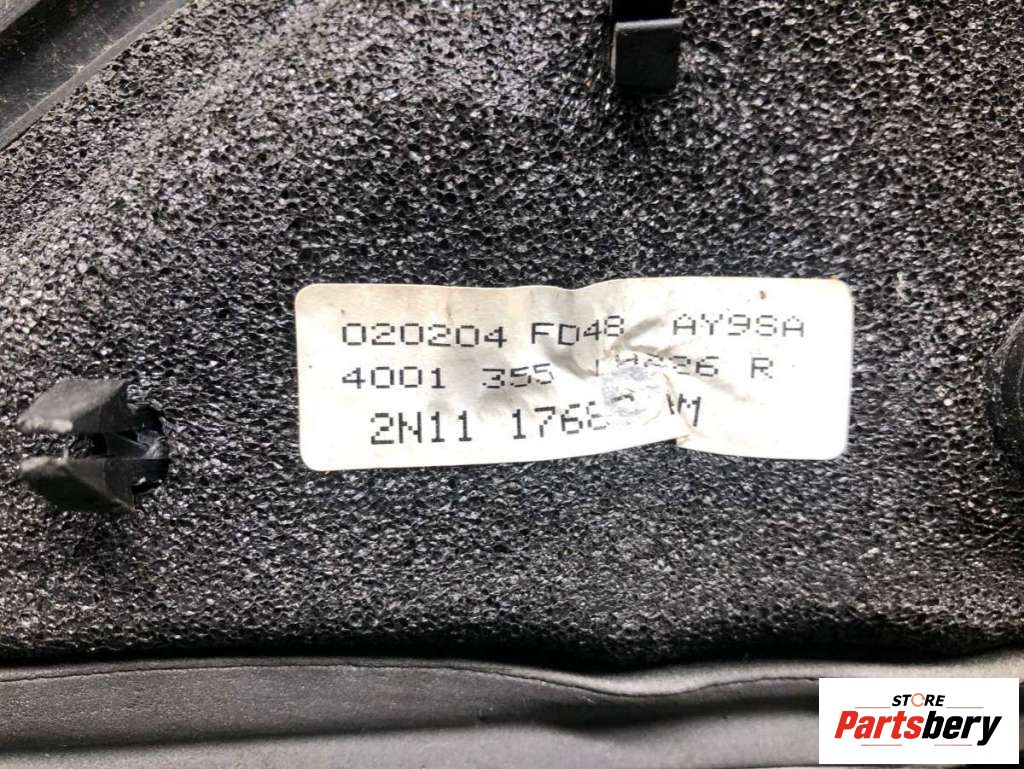 020204 FD48 AY9SA
4001 355 R
2N11
STORE
Partsbery